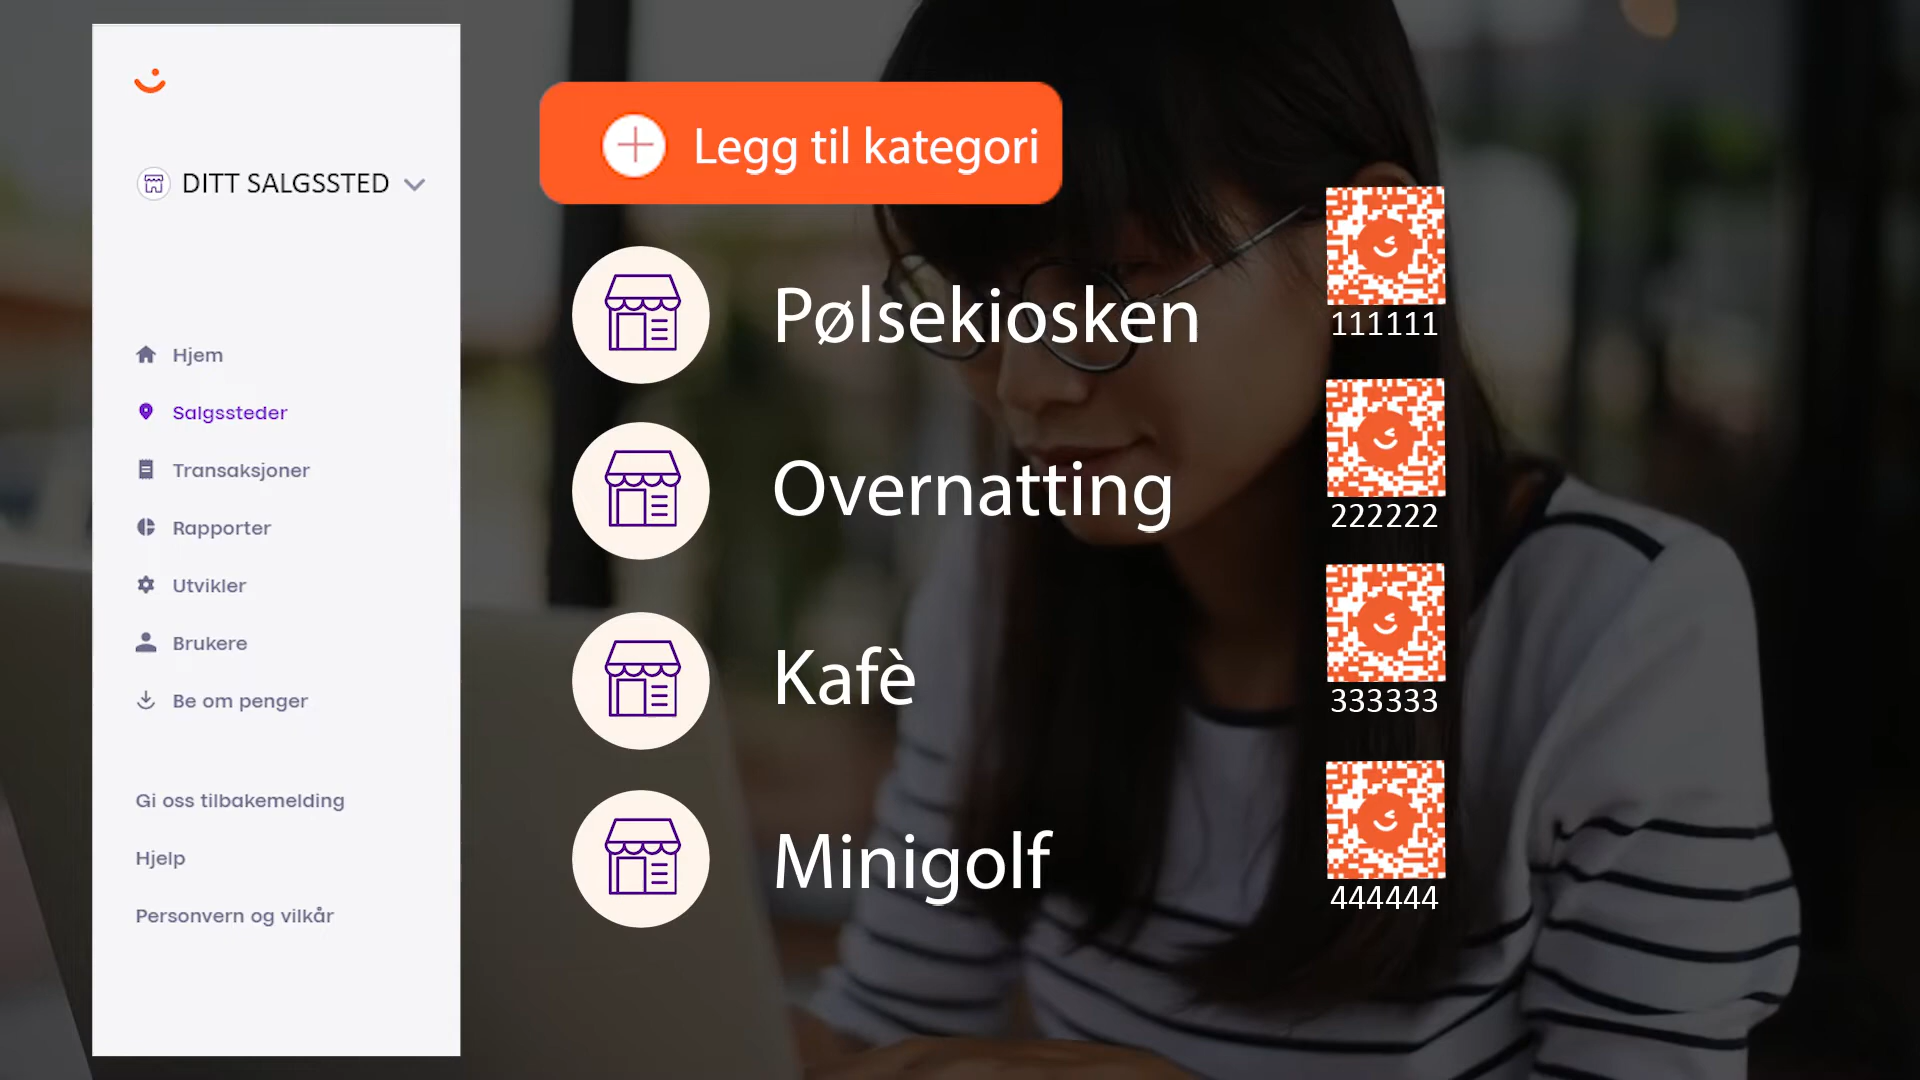 DITT SALGSSTED
Hjem
Salgssteder
Transaksjoner
Rapporter
Utvikler
Brukere
Be om penger
Gi oss tilbakemelding
Hjelp
Personvern og vilkår
Legg til kategori
Pølsekiosken
111111
Overnatting
222222
Kafè
333333
Minigolf
444444